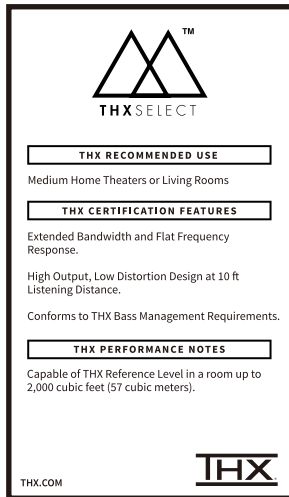 TM
THXSELECT
THX RECOMMENDED USE
Medium Home Theaters or Living Rooms
THX CERTIFICATION FEATURES
Extended Bandwidth and Flat Frequency
Response.
High Output, Low Distortion Design at 10 ft
Listening Distance.
Conforms to THX Bass Management Requirements.
THX PERFORMANCE NOTES
Capable of THX Reference Level in a room up to
2,000 cubic feet (57 cubic meters).
THX.COM
THX